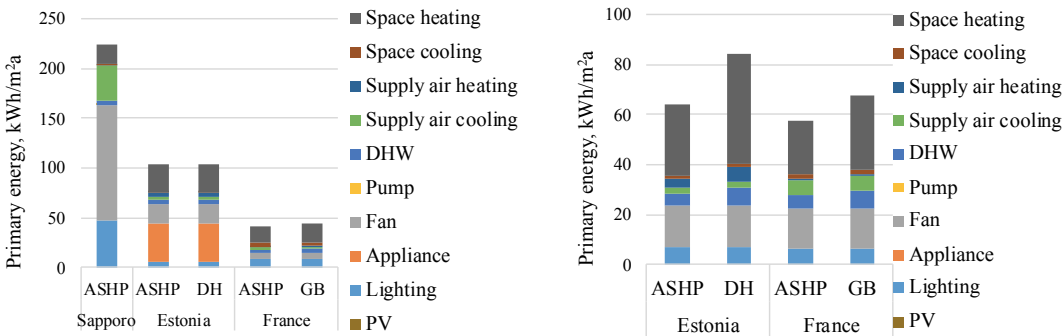 Primary energy, kWh/m²a
250
200
150
100
50
0
ASHP ASHP DH ASHP GB
Sapporo Estonia France
Space heating
Space cooling
Supply air heating
Supply air cooling
DHW
Pump
Fan
Appliance
Lighting
PV
Primary energy, kWh/m²a
100
80
60
40
20
0
ASHP DH ASHP GB
Estonia France
Space heating
Space cooling
Supply air heating
Supply air cooling
DHW
Pump
Fan
Appliance
Lighting
PV